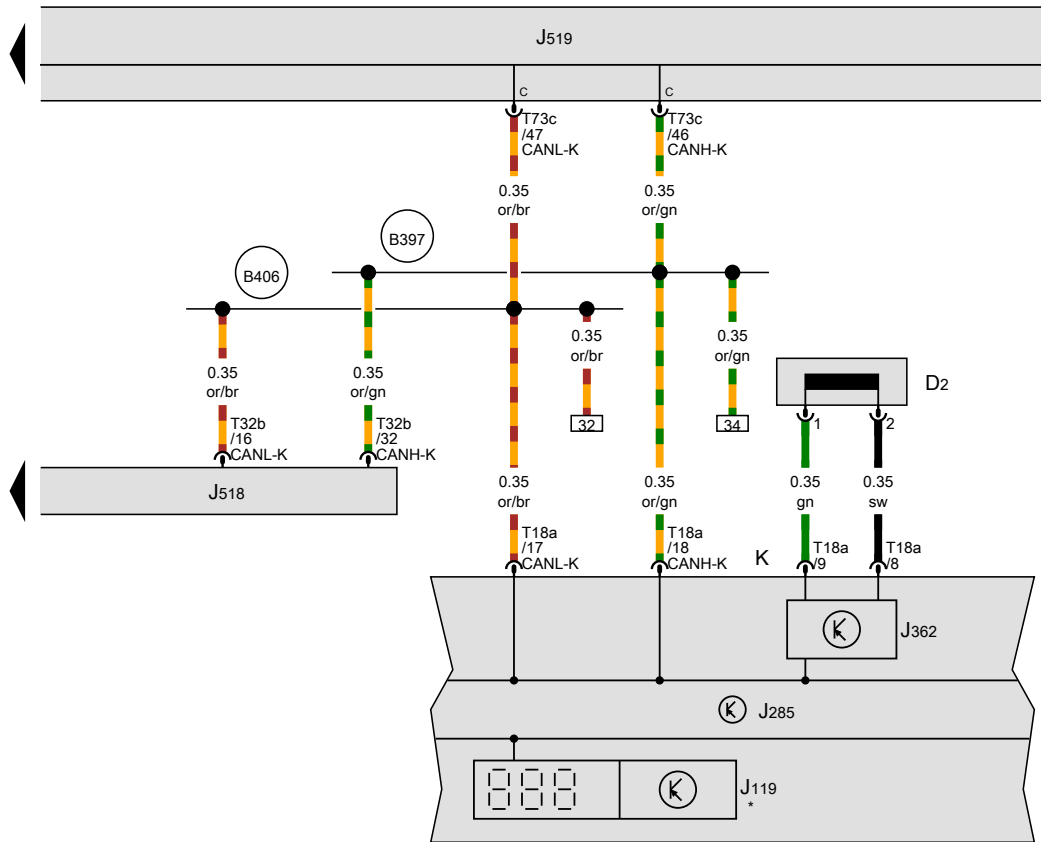 J519
c
c
T73c
/47
CANL-K
T73c
/46
CANH-K
0.35
or/br
0.35
or/gn
B397
B406
0.35
or/br
0.35
or/gn
0.35
or/br
0.35
or/gn
D2
32
34
1
2
T32b
/16
CANL-K
T32b
/32
CANH-K
J518
0.35
or/br
0.35
or/gn
0.35
gn
0.35
sw
T18a
/17
CANL-K
T18a
/18
CANH-K
K
T18a
/9
T18a
/8
J362
J285
888
J119
*